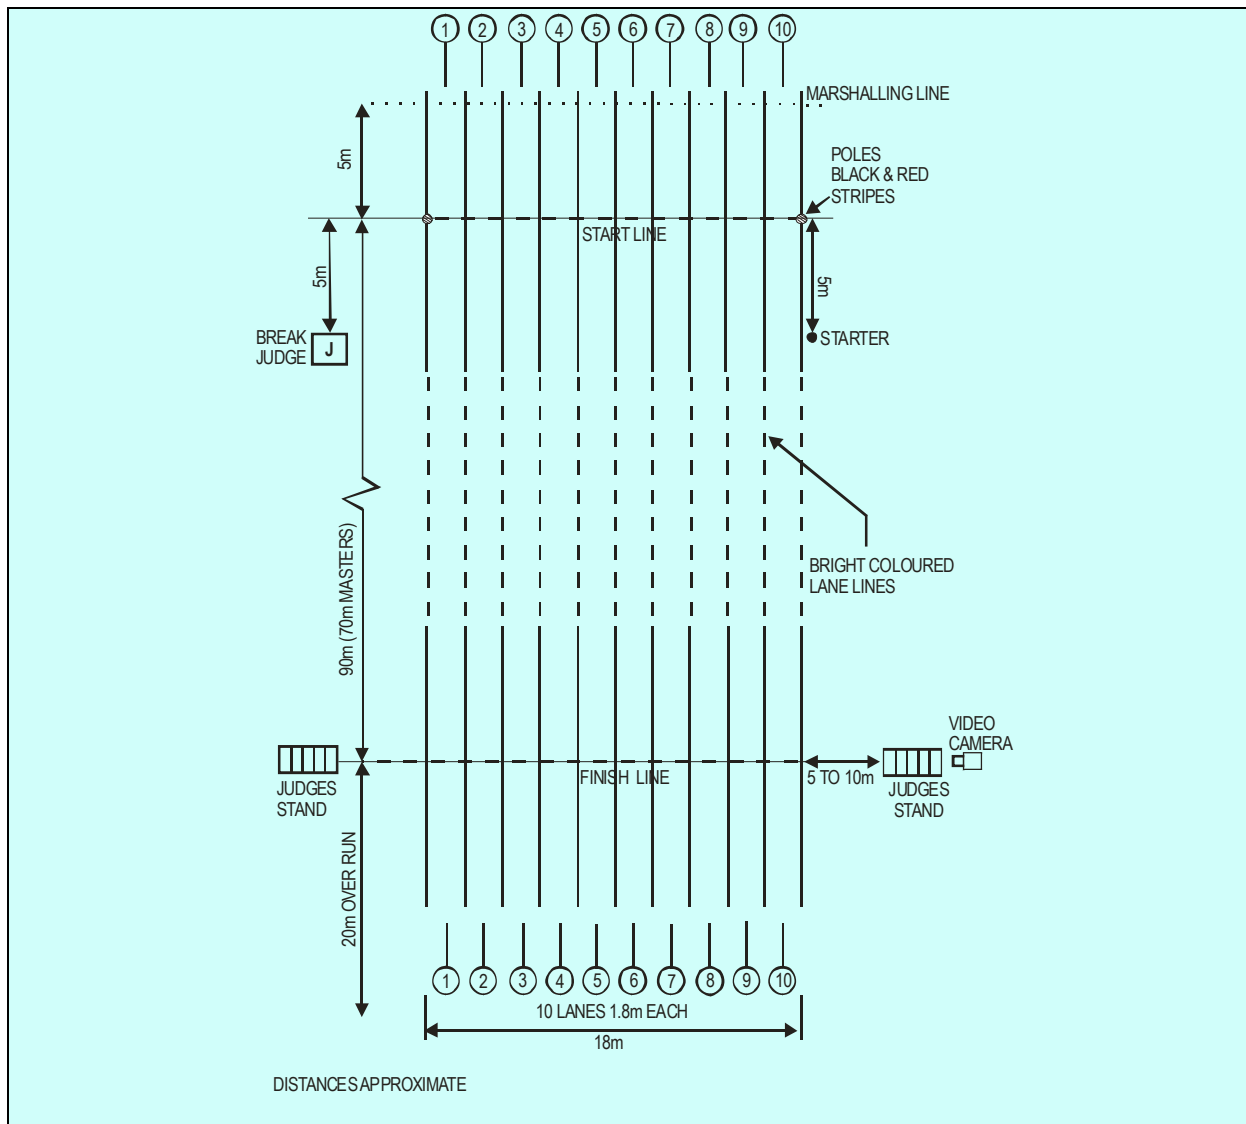 1 2 3 4 5 6 7 8 9 10
MARSHALLING LINE
5m
POLES
BLACK & RED
STRIPES
START LINE
5m
5m
BREAK
JUDGE
J
STARTER
BRIGHT COLOURED
LANE LINES
90m (70m MASTERS)
VIDEO
CAMERA
FINISH LINE
5 TO 10m
JUDGES
STAND
JUDGES
STAND
20m OVER RUN
1 2 3 4 5 6 7 8 9 10
10 LANES 1.8m EACH
18m
DISTANCES APPROXIMATE